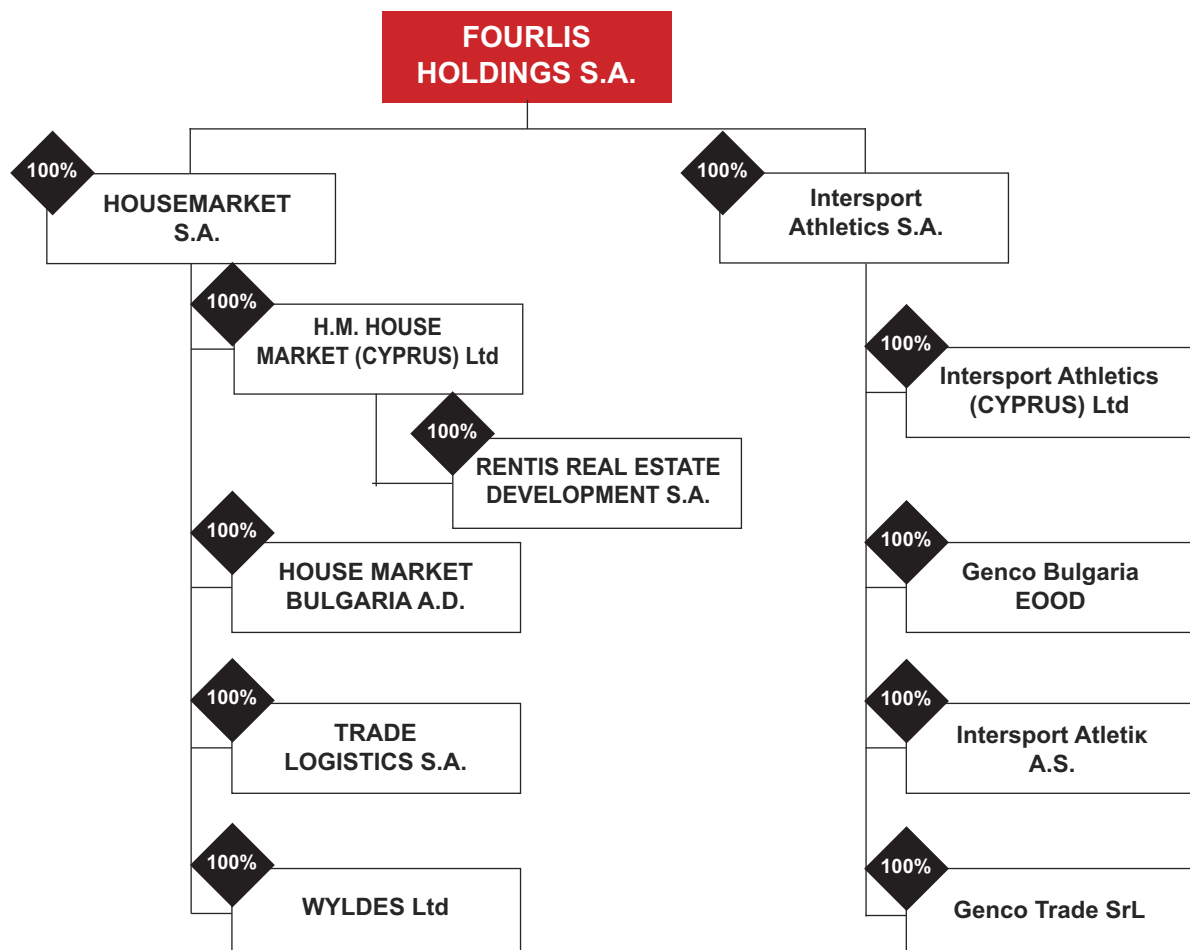 FOURLIS
HOLDINGS S.A.
100%
HOUSEMARKET
S.A.
100%
H.M. HOUSE
MARKET (CYPRUS) Ltd
100%
RENTIS REAL ESTATE
DEVELOPMENT S.A.
100%
HOUSE MARKET
BULGARIA A.D.
100%
TRADE
LOGISTICS S.A.
100%
WYLDES Ltd
100%
Intersport
Athletics S.A.
100%
Intersport Athletics
(CYPRUS) Ltd
100%
Genco Bulgaria
EOOD
100%
Intersport Atletiκ
A.S.
100%
Genco Trade SrL